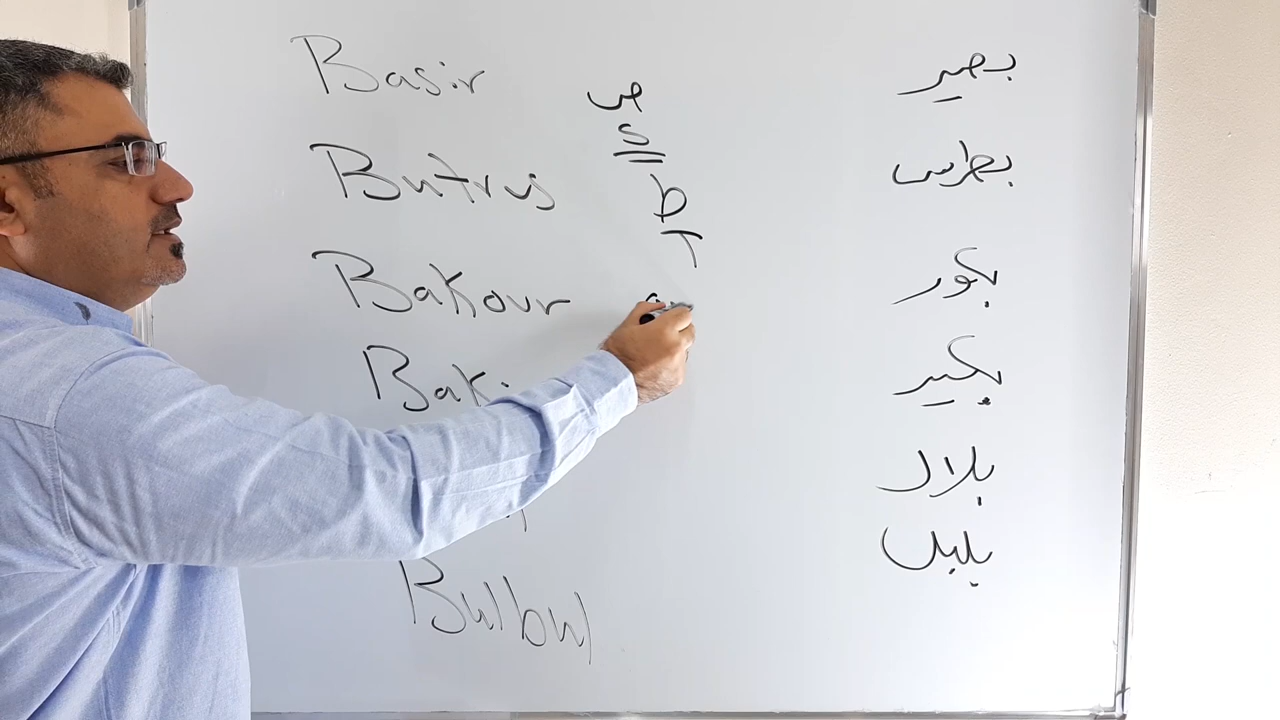 Basir
ص
بصير
S
Butrus
ط
بطرس
T
Bakour
بكور
بكير
بلال
Bulbul
بلبل